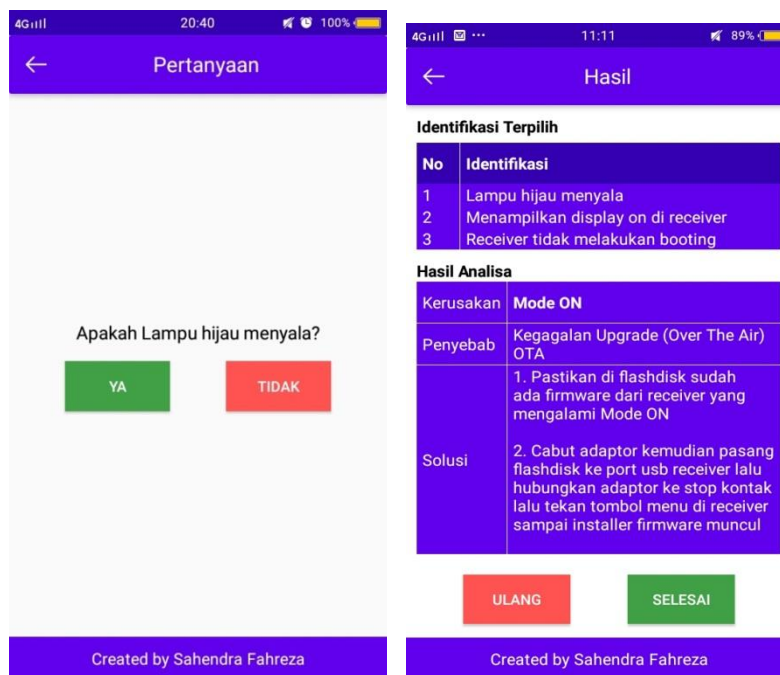 4G
20:40
100%
Pertanyaan
Apakah Lampu hijau menyala?
YA
TIDAK
Created by Sahendra Fahreza
4G
11:11
89%
Hasil
Identifikasi Terpilih
No Identifikasi
1 Lampu hijau menyala
2 Menampilkan display on di receiver
3 Receiver tidak melakukan booting
Hasil Analisa
Kerusakan Mode ON
Penyebab Kegagalan Upgrade (Over The Air)
OTA
Solusi
1. Pastikan di flashdisk sudah
ada firmware dari receiver yang
mengalami Mode ON
2. Cabut adaptor kemudian pasang
flashdisk ke port usb receiver lalu
hubungkan adaptor ke stop kontak
lalu tekan tombol menu di receiver
sampai installer firmware muncul
ULANG
SELESAI
Created by Sahendra Fahreza